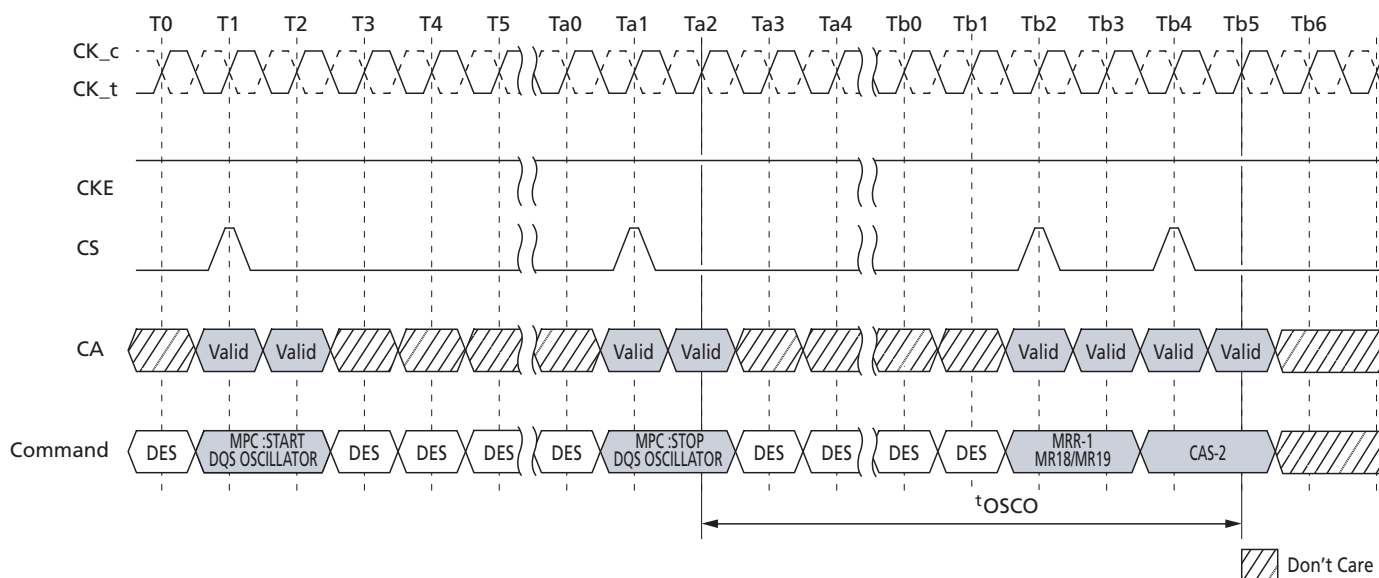 T0 T1 T2 T3 T4 T5 Ta0 Ta1 Ta2 Ta3 Ta4 Tb0 Tb1 Tb2 Tb3 Tb4 Tb5 Tb6
CK_c
CK_t
CKE
CS
CA Valid Valid Valid Valid Valid Valid Valid Valid
Command DES MPC :START DES DES DES DES MPC :STOP DES DES DES DES MRR-1 CAS-2
DQS OSCILLATOR DQS OSCILLATOR MR18/MR19
tOSCO
Don't Care